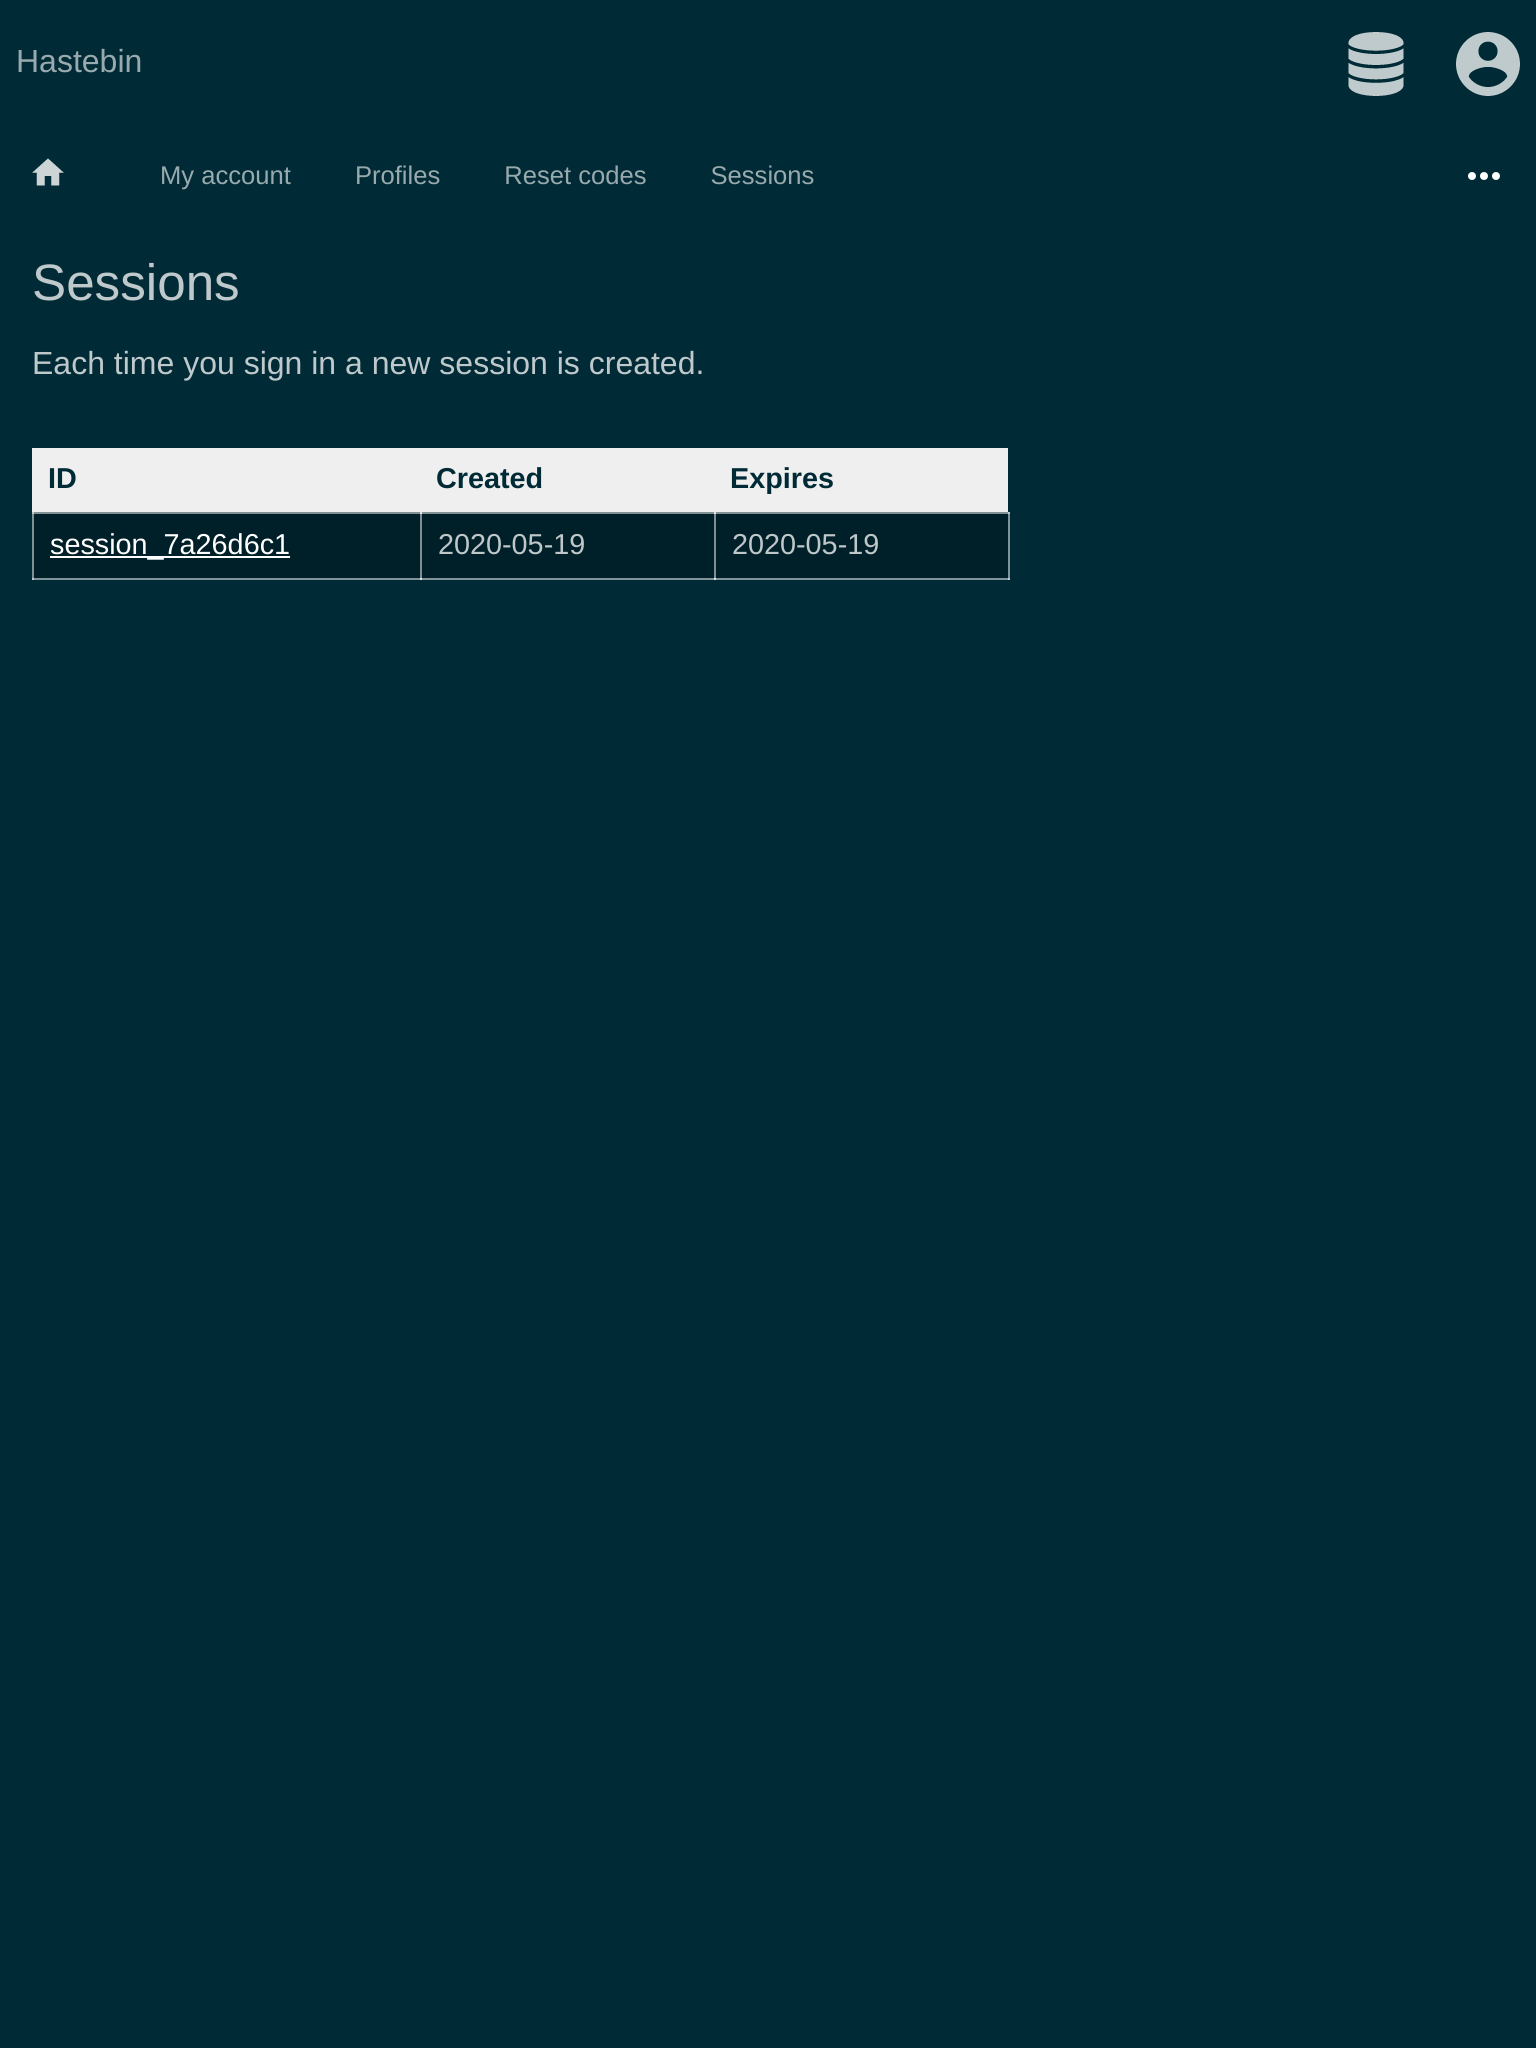 Hastebin
My account Profiles Reset codes Sessions
Sessions
Each time you sign in a new session is created.
ID Created Expires
session_7a26d6c1 2020-05-19 2020-05-19